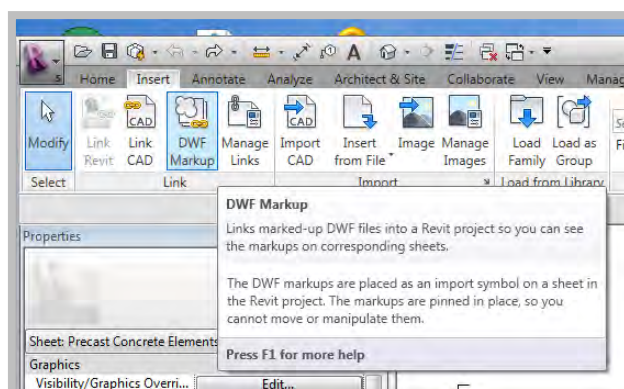 S
Home Insert Annotate Analyze Architect & Site Collaborate View Manag
Modify Link Revit Link CAD DWF Markup Manage Links Import CAD Insert from File Image Manage Images Load Family Load as Group
Select Link Import Load from Library
DWF Markup
Links marked-up DWF files into a Revit project so you can see
the markups on corresponding sheets.
The DWF markups are placed as an import symbol on a sheet in
the Revit project. The markups are pinned in place, so you
cannot move or manipulate them.
Press F1 for more help
Properties
Sheet: Precast Concrete Elements
Graphics
Visibility/Graphics Overri... Edit...